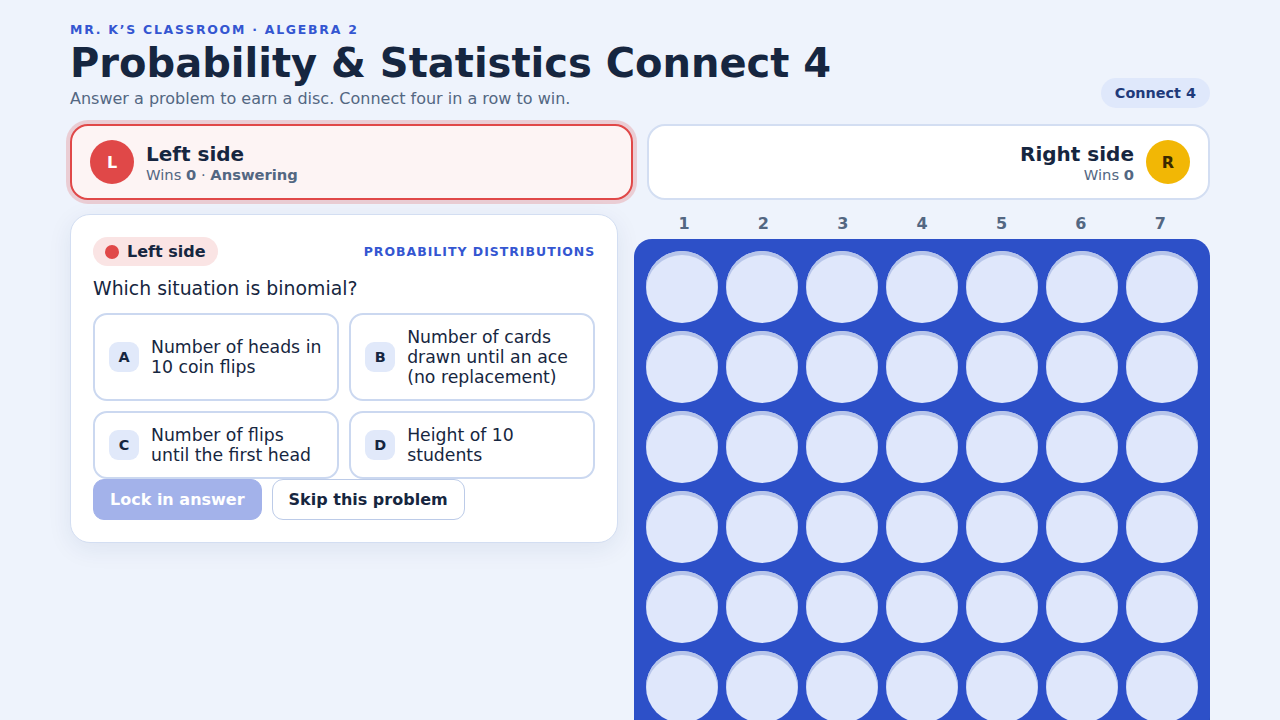 MR. K’S CLASSROOM · ALGEBRA 2
Probability & Statistics Connect 4
Answer a problem to earn a disc. Connect four in a row to win.
Connect 4
L
Left side
Wins 0 · Answering
Right side
Wins 0
R
Left side
PROBABILITY DISTRIBUTIONS
Which situation is binomial?
A
Number of heads in
10 coin flips
B
Number of cards
drawn until an ace
(no replacement)
C
Number of flips
until the first head
D
Height of 10
students
Lock in answer
Skip this problem
1 2 3 4 5 6 7